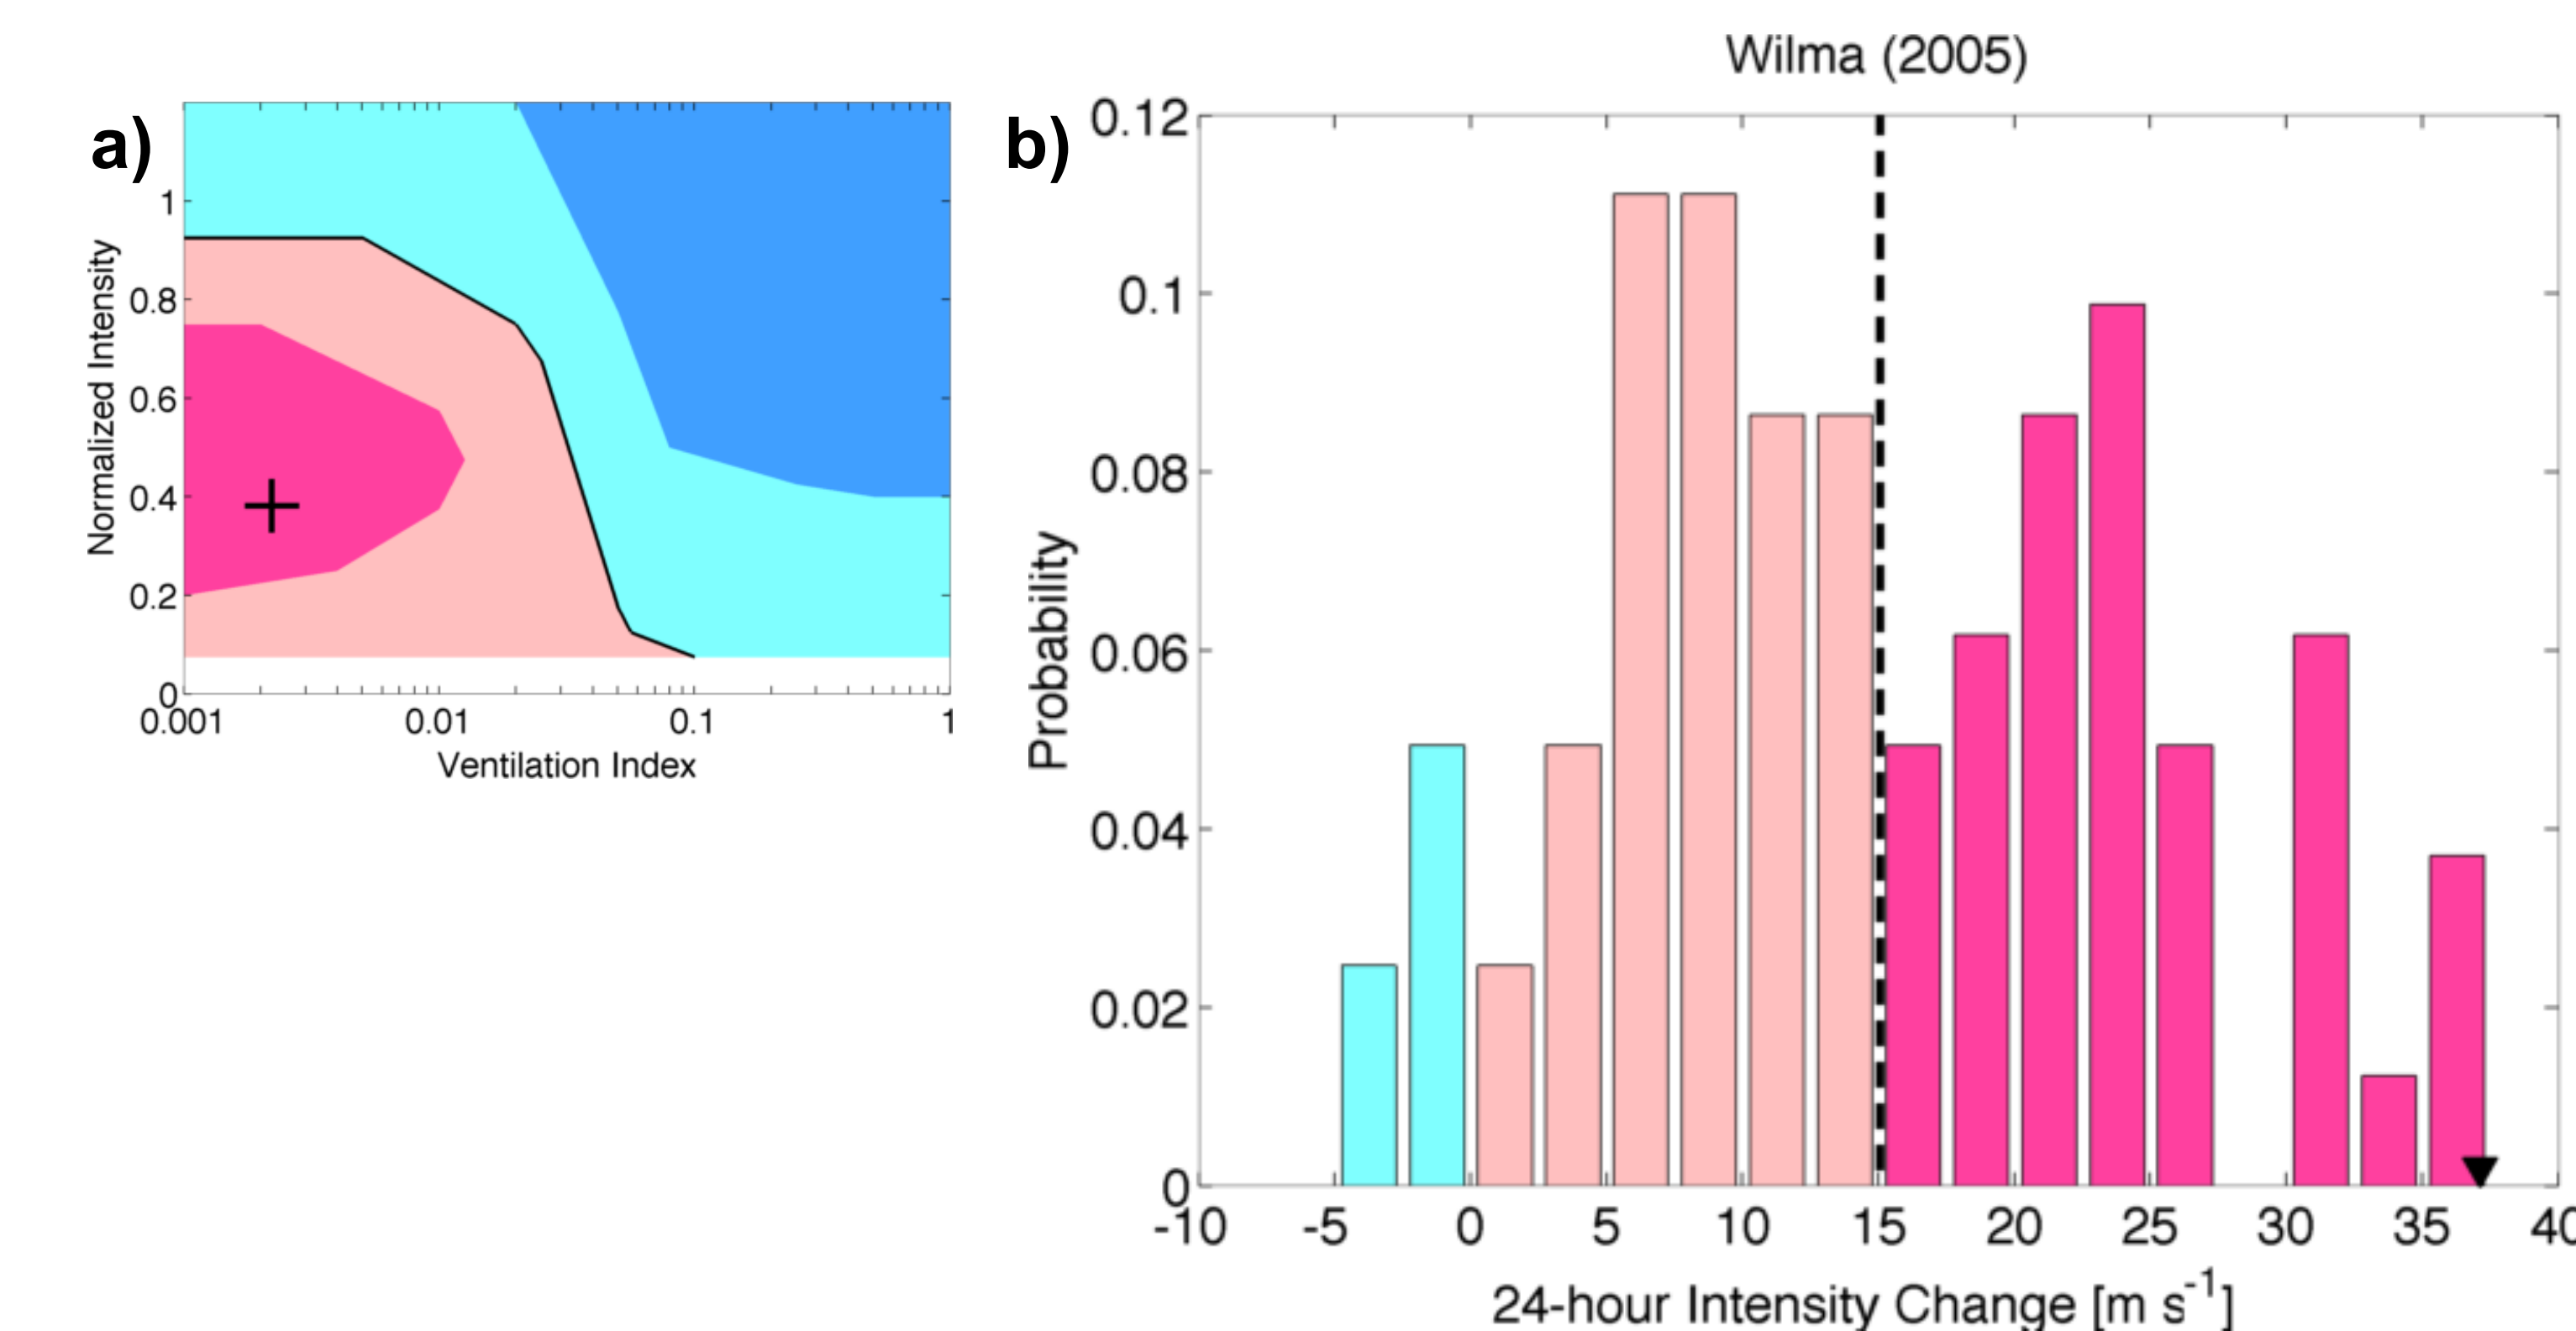 a)
1
0.8
0.6
0.4
0.2
0
Normalized Intensity
0.001 0.01 0.1 1
Ventilation Index
b)
Wilma (2005)
0.12
0.1
0.08
0.06
0.04
0.02
0
Probability
-10 -5 0 5 10 15 20 25 30 35 40
24-hour Intensity Change [m s-1]